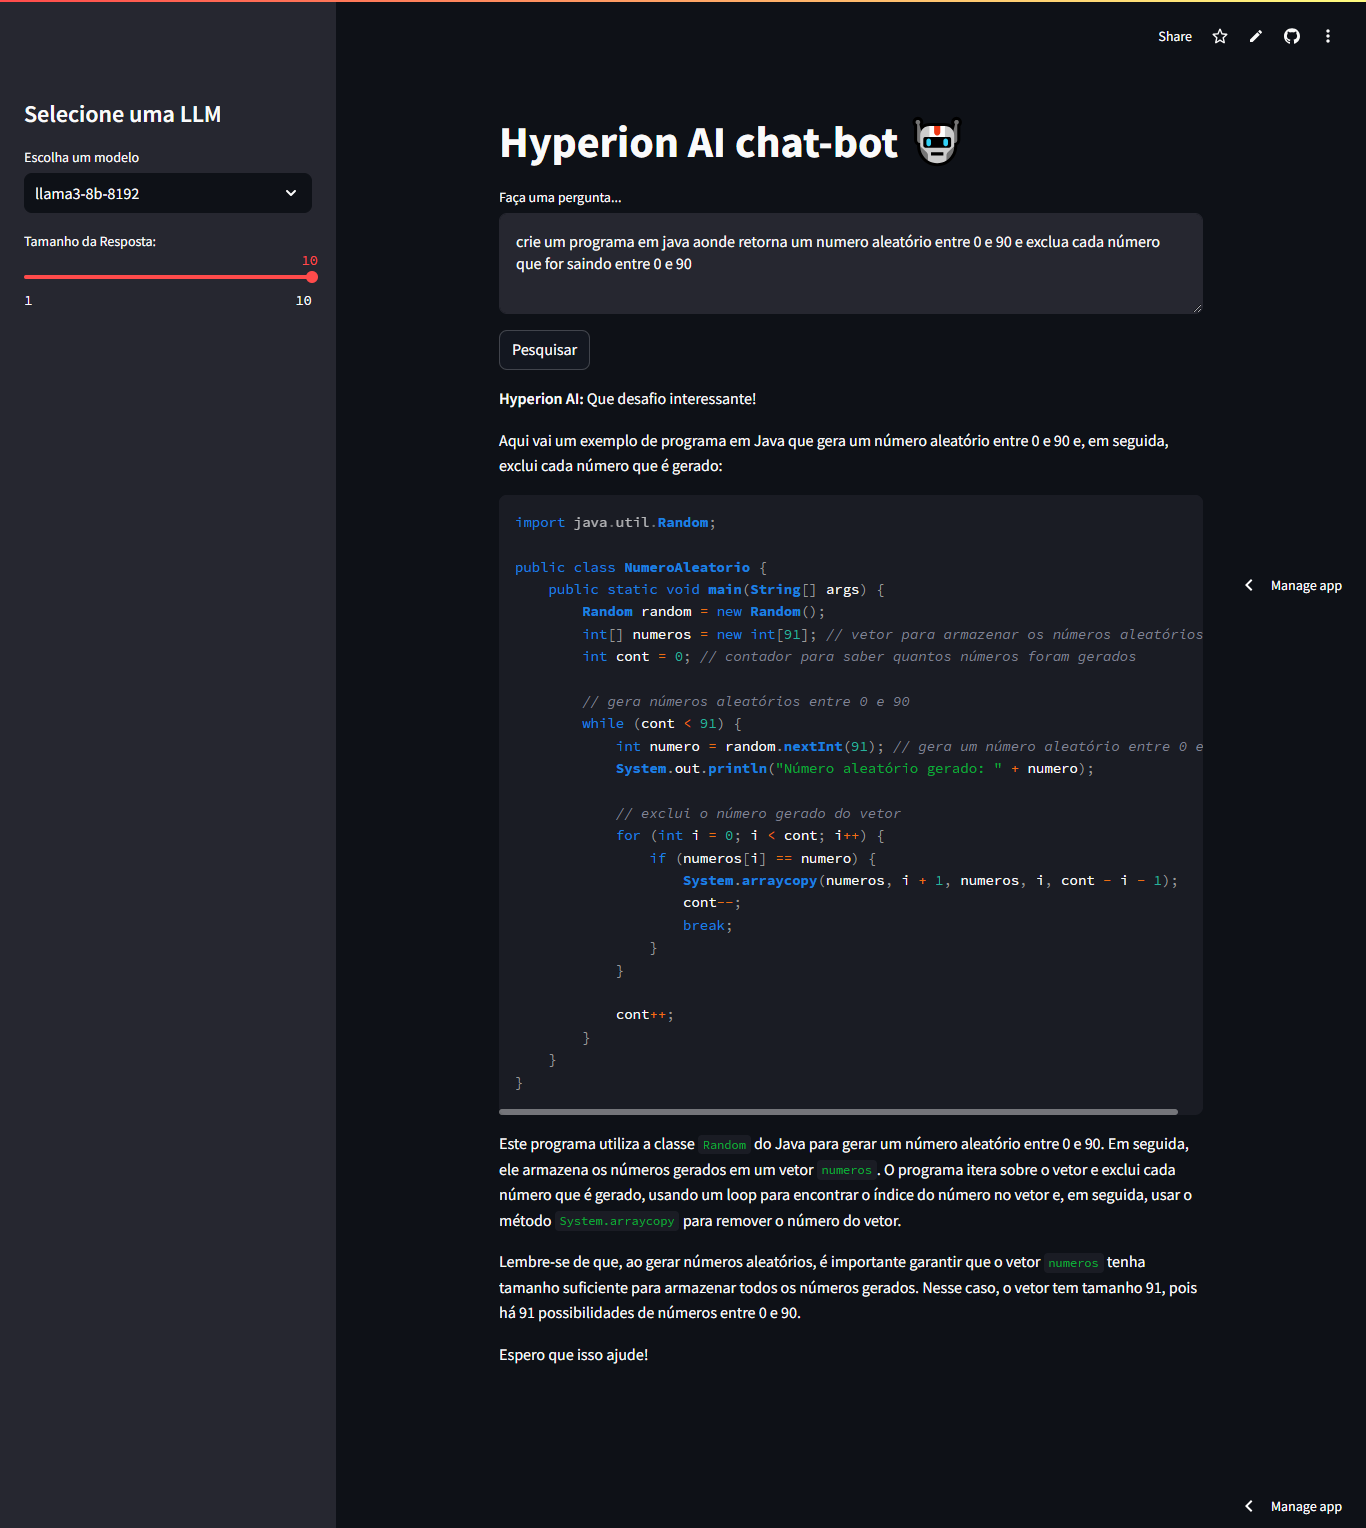 Share
Selecione uma LLM
Escolha um modelo
llama3-8b-8192
Tamanho da Resposta:
10
1
10
Hyperion AI chat-bot
Faça uma pergunta...
crie um programa em java aonde retorna um numero aleatório entre 0 e 90 e exclua cada número
que for saindo entre 0 e 90
Pesquisar
Hyperion AI: Que desafio interessante!
Aqui vai um exemplo de programa em Java que gera um número aleatório entre 0 e 90 e, em seguida,
exclui cada número que é gerado:
import java.util.Random;
public class NumeroAleatorio {
    public static void main(String[] args) {
        Random random = new Random();
        int[] numeros = new int[91]; // vetor para armazenar os números aleatórios
        int cont = 0; // contador para saber quantos números foram gerados
        // gera números aleatórios entre 0 e 90
        while (cont < 91) {
            int numero = random.nextInt(91); // gera um número aleatório entre 0 e
            System.out.println("Número aleatório gerado: " + numero);
            // exclui o número gerado do vetor
            for (int i = 0; i < cont; i++) {
                if (numeros[i] == numero) {
                    System.arraycopy(numeros, i + 1, numeros, i, cont - i - 1);
                    cont--;
                    break;
                }
            }
            cont++;
        }
    }
}
Manage app
Este programa utiliza a classe Random do Java para gerar um número aleatório entre 0 e 90. Em seguida,
ele armazena os números gerados em um vetor numeros. O programa itera sobre o vetor e exclui cada
número que é gerado, usando um loop para encontrar o índice do número no vetor e, em seguida, usar o
método System.arraycopy para remover o número do vetor.
Lembre-se de que, ao gerar números aleatórios, é importante garantir que o vetor numeros tenha
tamanho suficiente para armazenar todos os números gerados. Nesse caso, o vetor tem tamanho 91, pois
há 91 possibilidades de números entre 0 e 90.
Espero que isso ajude!
Manage app